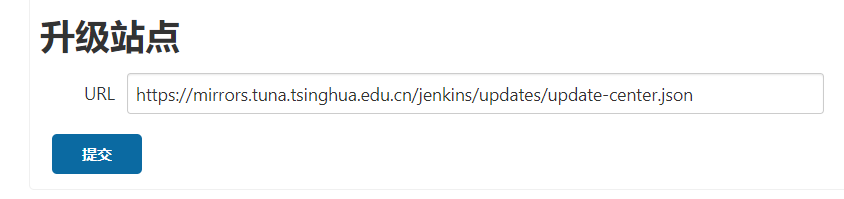 升级站点
URL https://mirrors.tuna.tsinghua.edu.cn/jenkins/updates/update-center.json
提交